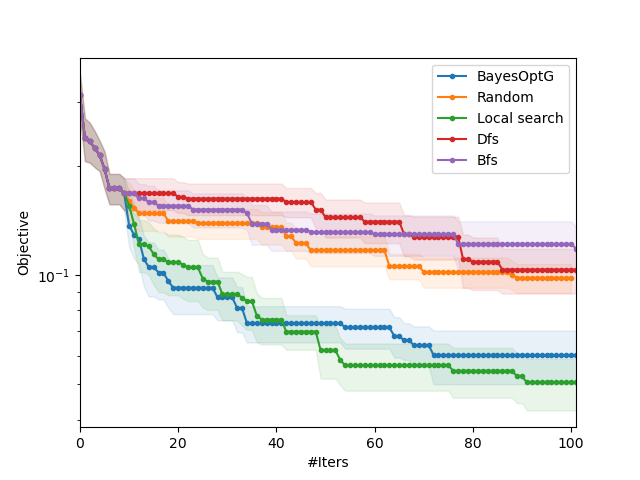 BayesOptG
Random
Local search
Dfs
Bfs
Objective
10⁻¹
0 20 40 60 80 100
#Iters